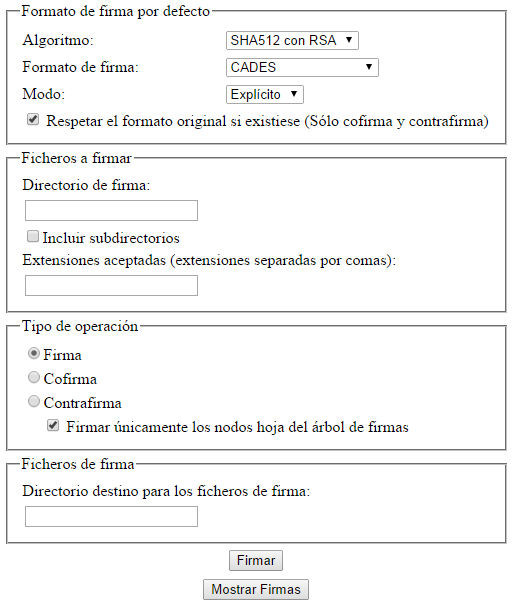 Formato de firma por defecto
Algoritmo: SHA512 con RSA
Formato de firma: CADES
Modo: Explícito
Respetar el formato original si existiese (Sólo cofirma y contrafirma)
Ficheros a firmar
Directorio de firma:
Incluir subdirectorios
Extensiones aceptadas (extensiones separadas por comas):
Tipo de operación
Firma
Cofirma
Contrafirma
Firmar únicamente los nodos hoja del árbol de firmas
Ficheros de firma
Directorio destino para los ficheros de firma:
Firmar
Mostrar Firmas